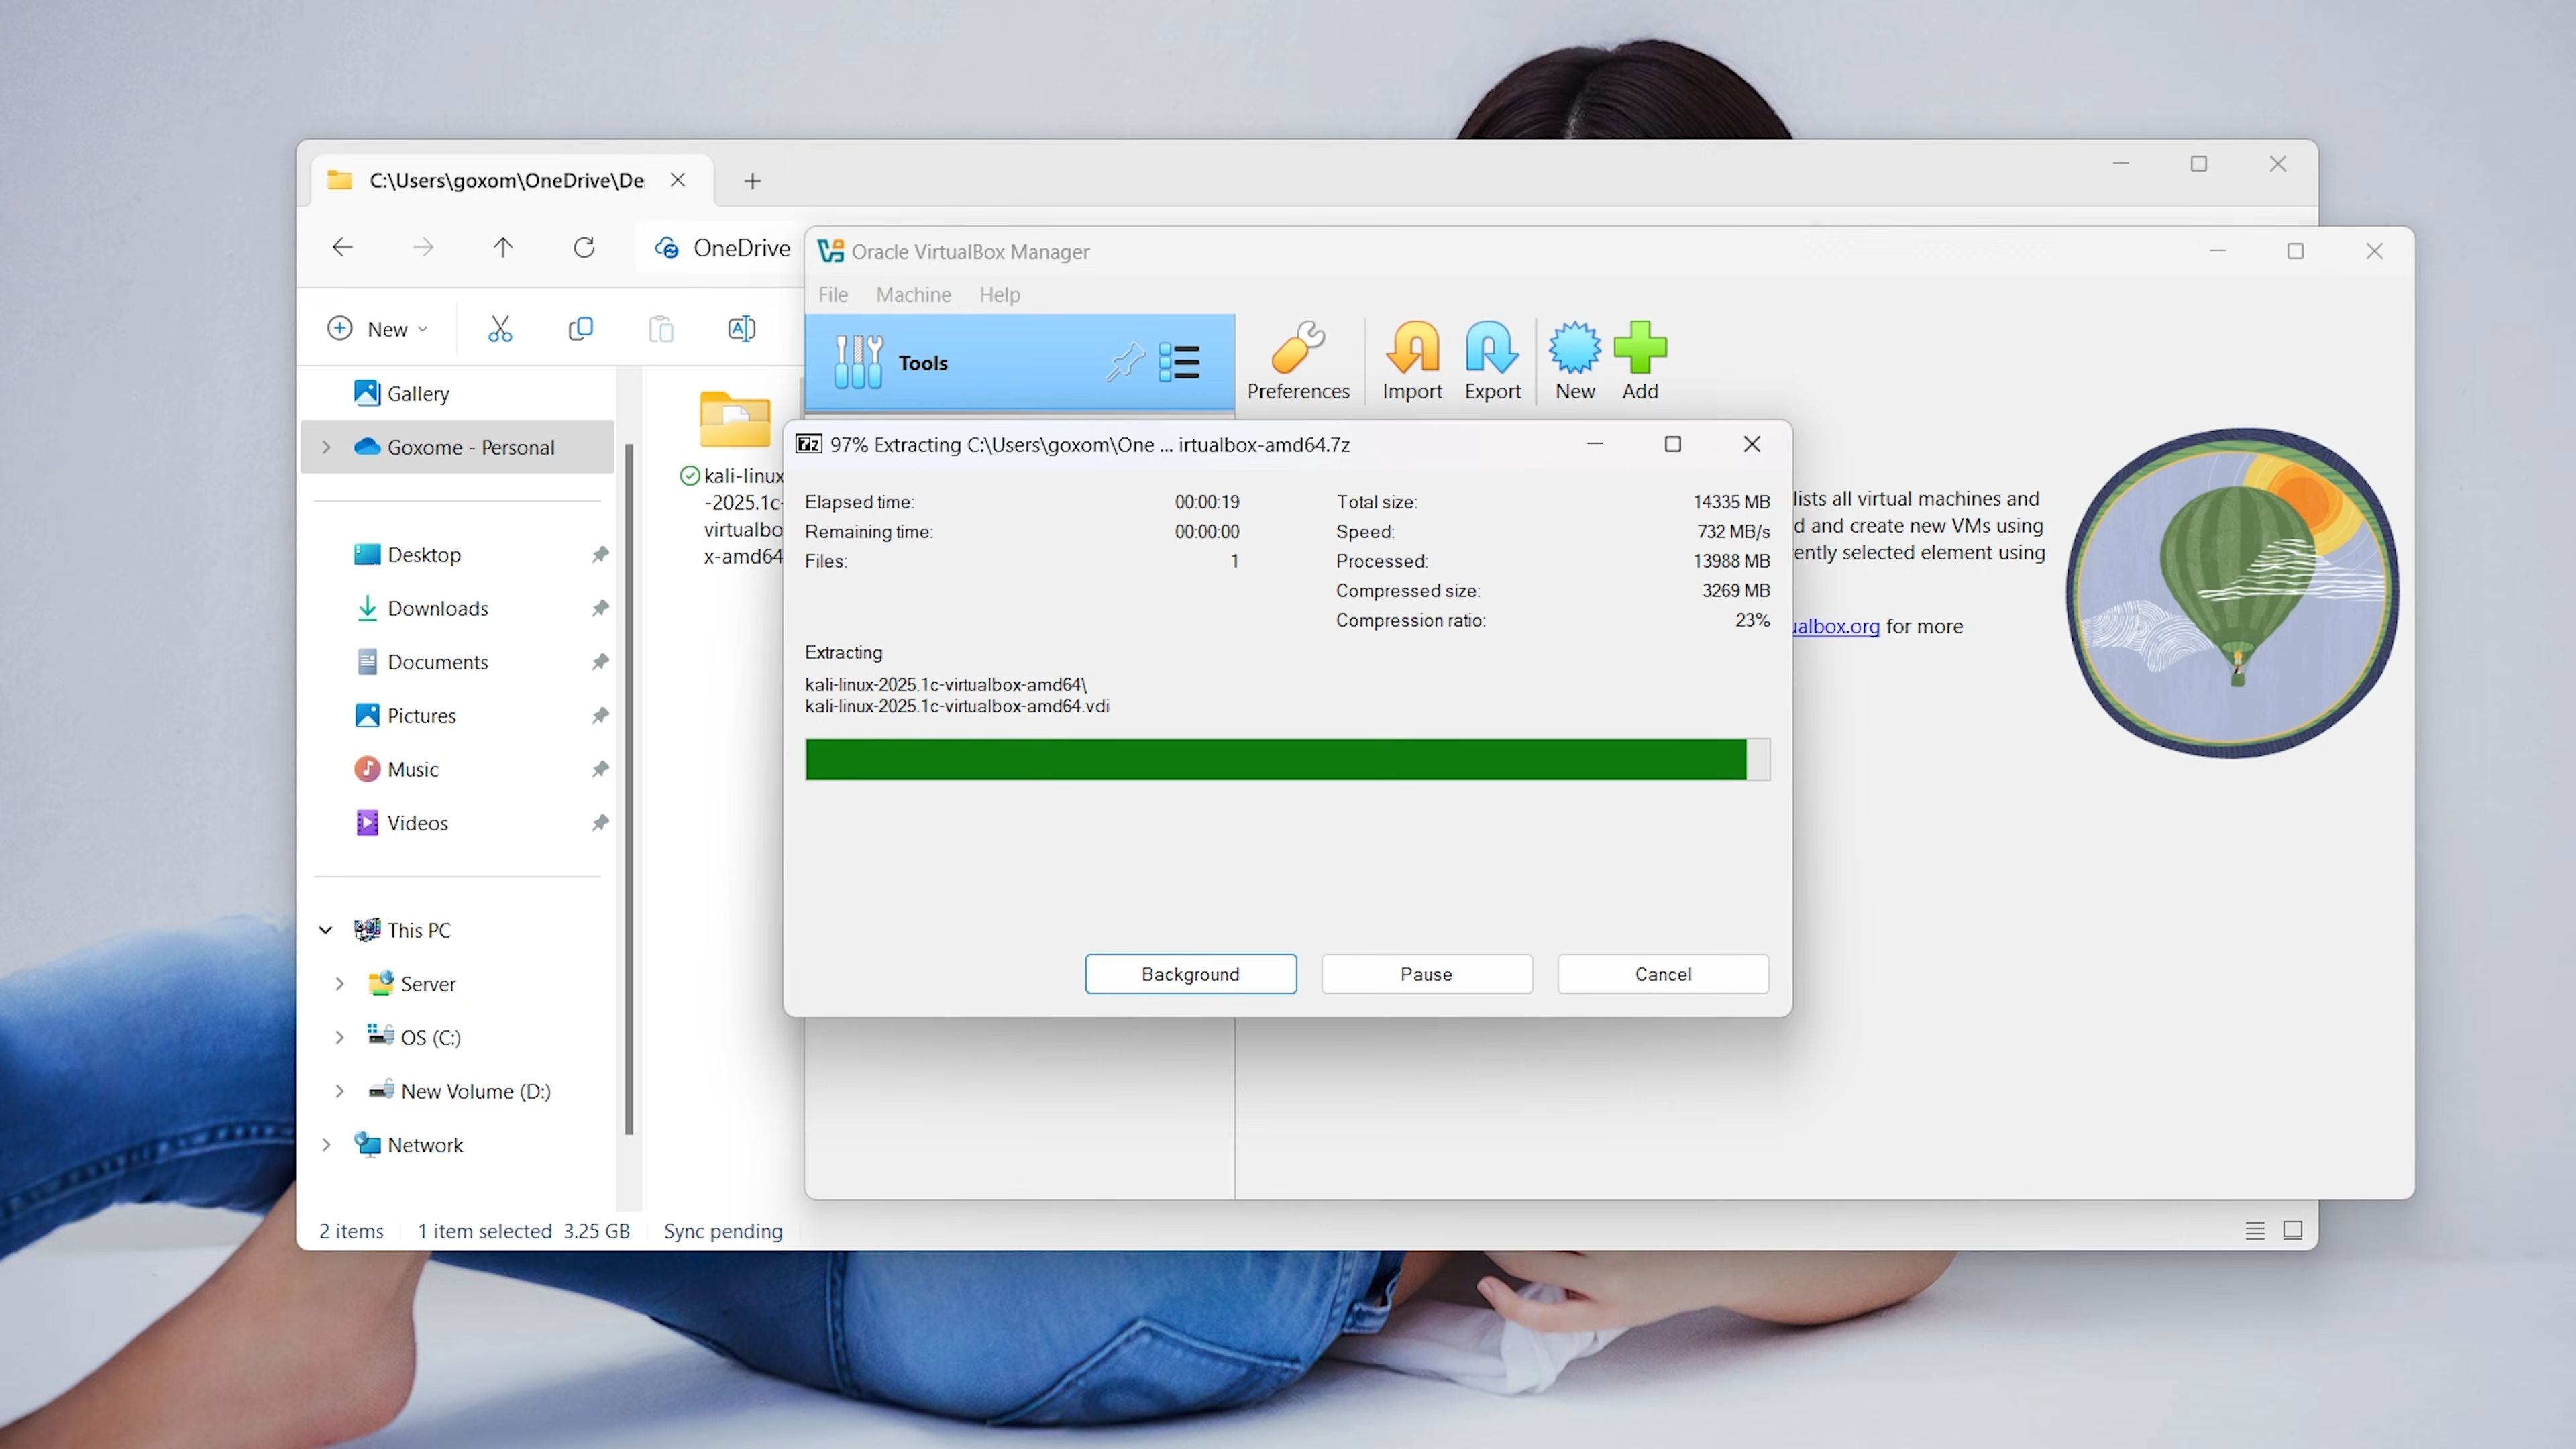 C:\Users\goxom\OneDrive\De
OneDrive
New
Gallery
Goxome - Personal
Desktop
Downloads
Documents
Pictures
Music
Videos
This PC
Server
OS (C:)
New Volume (D:)
Network
kali-linux
-2025.1c-
virtualbo
x-amd64
2 items
1 item selected 3.25 GB
Sync pending
Oracle VirtualBox Manager
File Machine Help
Tools
Preferences
Import
Export
New
Add
lists all virtual machines and
d and create new VMs using
ently selected element using
ualbox.org for more
7z
97% Extracting C:\Users\goxom\One ... irtualbox-amd64.7z
Elapsed time: 00:00:19
Remaining time: 00:00:00
Files: 1
Total size: 14335 MB
Speed: 732 MB/s
Processed: 13988 MB
Compressed size: 3269 MB
Compression ratio: 23%
Extracting
kali-linux-2025.1c-virtualbox-amd64\
kali-linux-2025.1c-virtualbox-amd64.vdi
Background
Pause
Cancel